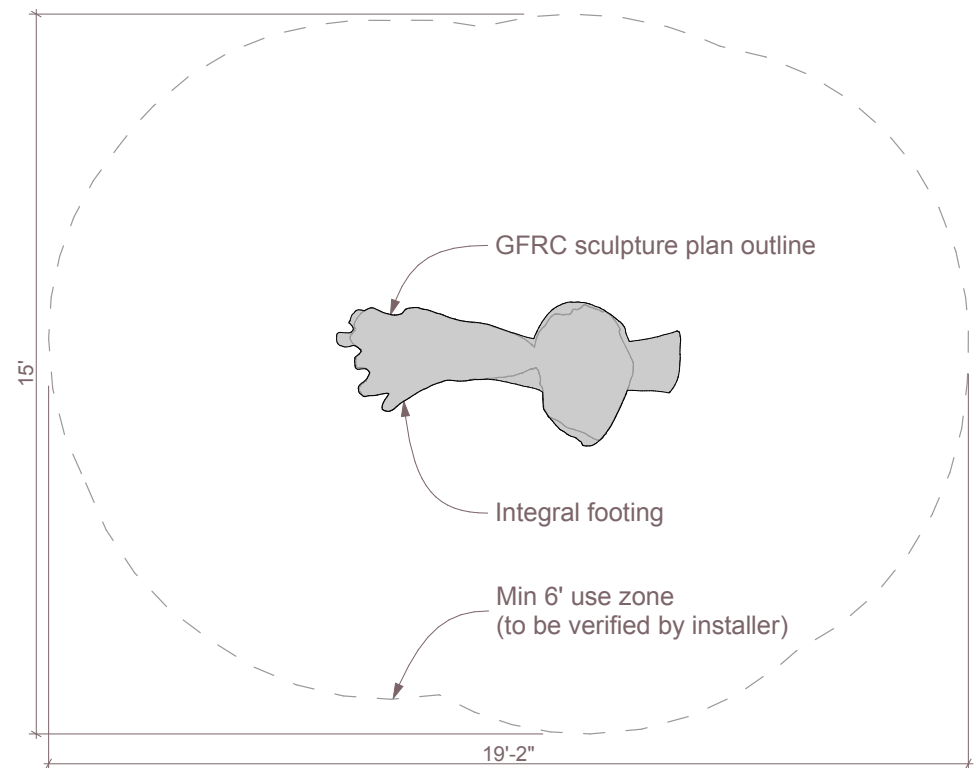 GFRC sculpture plan outline
15'
Integral footing
Min 6' use zone
(to be verified by installer)
19'-2"